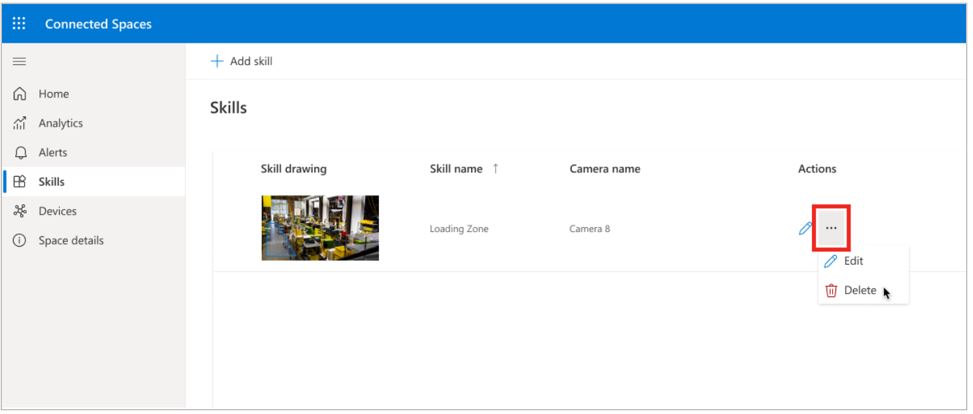 Connected Spaces
Add skill
Home
Analytics
Alerts
Skills
Devices
Space details
Skills
Skill drawing Skill name ↑ Camera name Actions
Loading Zone Camera 8 ...
Edit
Delete